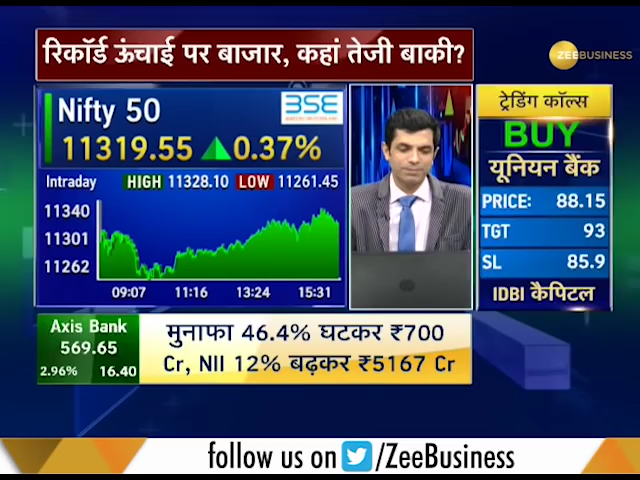 रिकॉर्ड ऊंचाई पर बाजार, कहां तेजी बाकी?
ZEEBUSINESS
Nifty 50
BSE
11319.55 ▲0.37%
Intraday HIGH 11328.10 LOW 11261.45
11340
11301
11262
09:07 11:16 13:24 15:31
ट्रेडिंग कॉल्स
BUY
यूनियन बैंक
PRICE: 88.15
TGT 93
SL 85.9
IDBI कैपिटल
Axis Bank
569.65
2.96% 16.40
मुनाफा 46.4% घटकर ₹700
Cr, NII 12% बढ़कर ₹5167 Cr
follow us on /ZeeBusiness